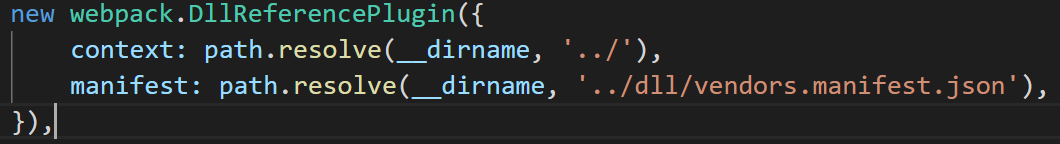 new webpack.DllReferencePlugin({
    context: path.resolve(__dirname, '../'),
    manifest: path.resolve(__dirname, '../dll/vendors.manifest.json'),
}),